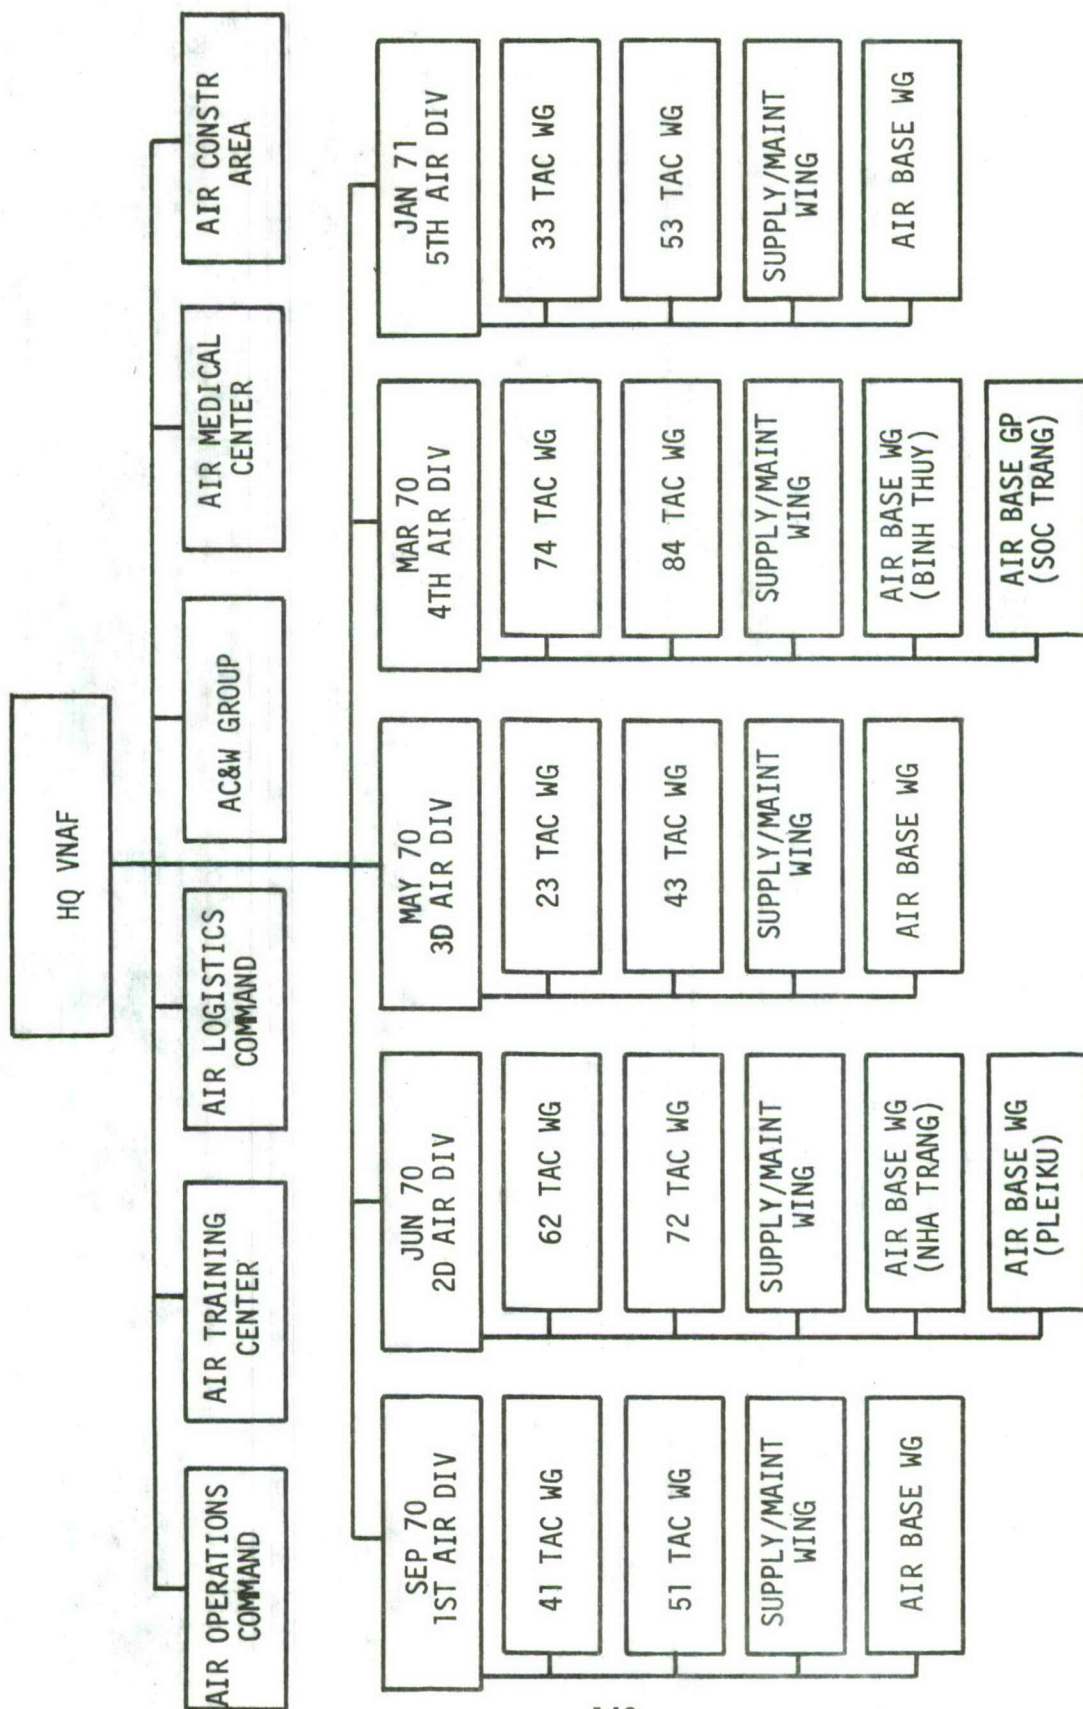 HQ VNAF
AIR OPERATIONS
COMMAND
AIR TRAINING
CENTER
AIR LOGISTICS
COMMAND
AC&W GROUP
AIR MEDICAL
CENTER
AIR CONSTR
AREA
SEP 70
1ST AIR DIV
41 TAC WG
51 TAC WG
SUPPLY/MAINT
WING
AIR BASE WG
JUN 70
2D AIR DIV
62 TAC WG
72 TAC WG
SUPPLY/MAINT
WING
AIR BASE WG
(NHA TRANG)
AIR BASE WG
(PLEIKU)
MAY 70
3D AIR DIV
23 TAC WG
43 TAC WG
SUPPLY/MAINT
WING
AIR BASE WG
MAR 70
4TH AIR DIV
74 TAC WG
84 TAC WG
SUPPLY/MAINT
WING
AIR BASE WG
(BINH THUY)
AIR BASE GP
(SOC TRANG)
JAN 71
5TH AIR DIV
33 TAC WG
53 TAC WG
SUPPLY/MAINT
WING
AIR BASE WG